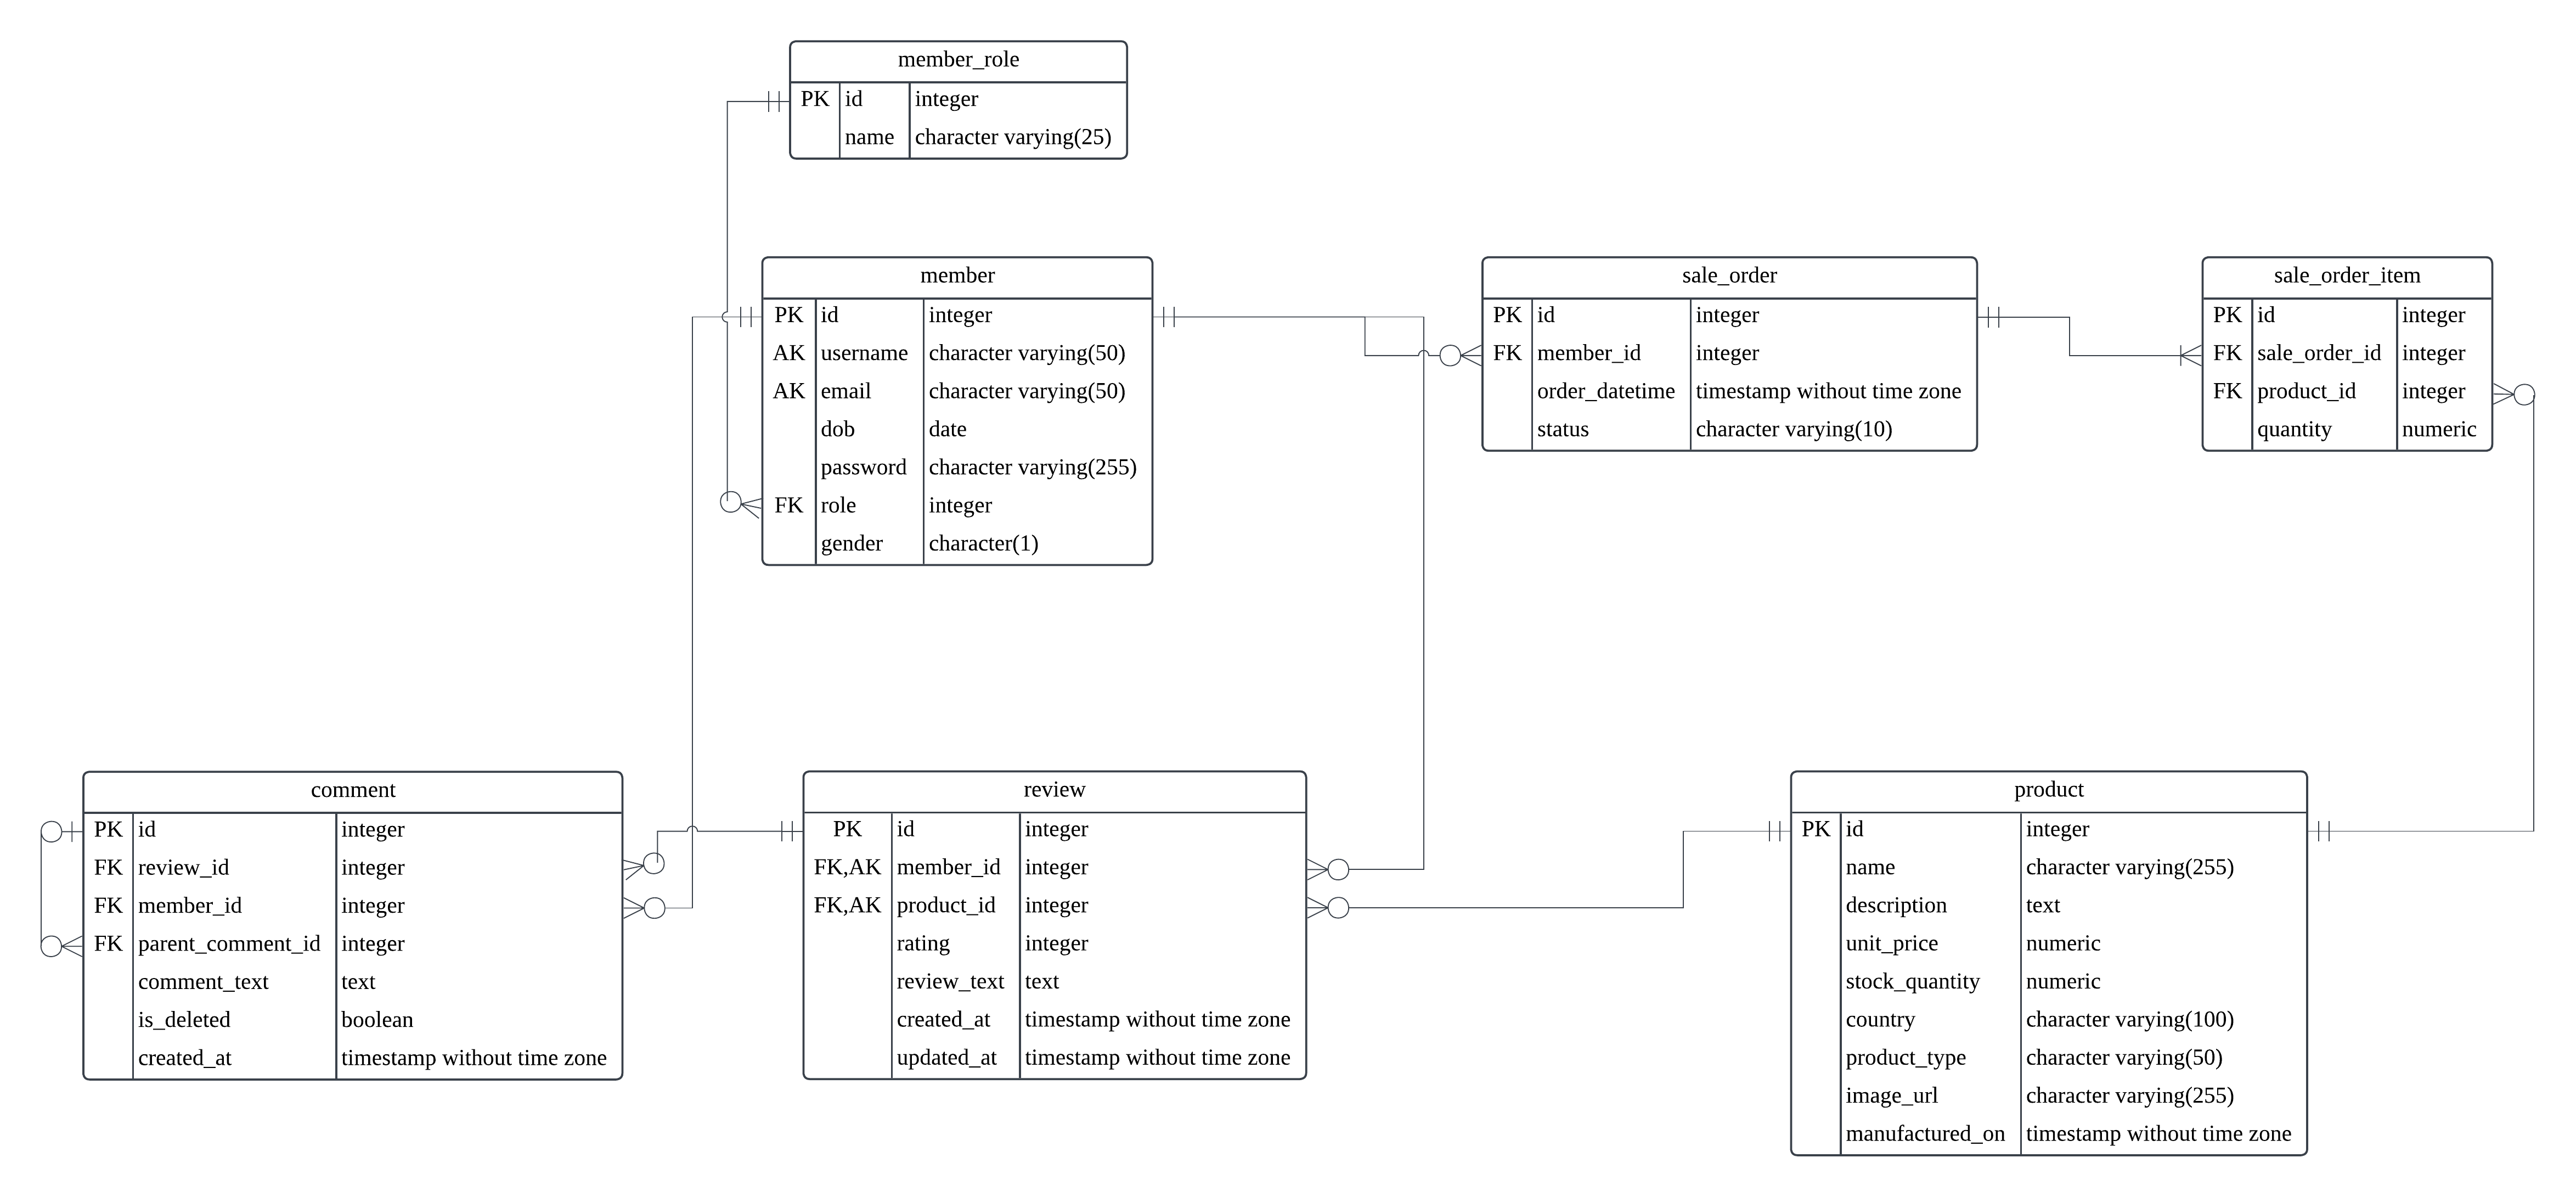 member_role
PK id integer
name character varying(25)
member
PK id integer
AK username character varying(50)
AK email character varying(50)
dob date
password character varying(255)
FK role integer
gender character(1)
sale_order
PK id integer
FK member_id integer
order_datetime timestamp without time zone
status character varying(10)
sale_order_item
PK id integer
FK sale_order_id integer
FK product_id integer
quantity numeric
comment
PK id integer
FK review_id integer
FK member_id integer
FK parent_comment_id integer
comment_text text
is_deleted boolean
created_at timestamp without time zone
review
PK id integer
FK,AK member_id integer
FK,AK product_id integer
rating integer
review_text text
created_at timestamp without time zone
updated_at timestamp without time zone
product
PK id integer
name character varying(255)
description text
unit_price numeric
stock_quantity numeric
country character varying(100)
product_type character varying(50)
image_url character varying(255)
manufactured_on timestamp without time zone